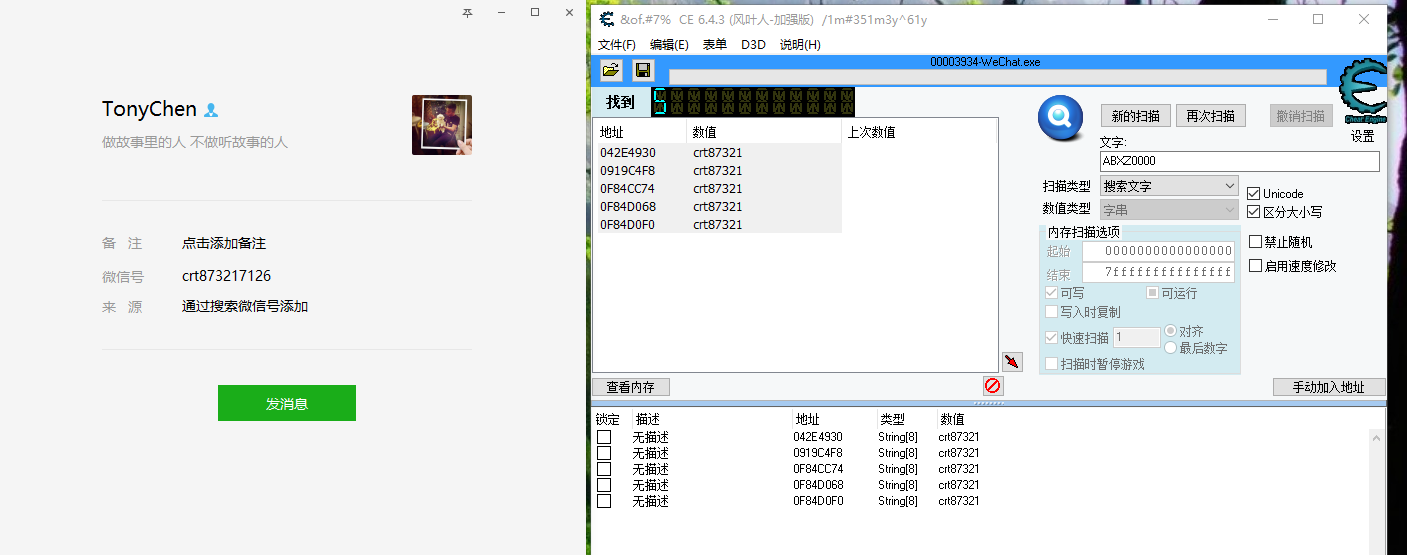 TonyChen
做故事里的人 不做听故事的人
备 注 点击添加备注
微信号 crt873217126
来 源 通过搜索微信号添加
发消息
&of.#7% CE 6.4.3 (风叶人-加强版) /1m#351m3y^61y
文件(F) 编辑(E) 表单 D3D 说明(H)
00003934-WeChat.exe
找到 5
Cheat Engine
设置
地址 数值 上次数值
042E4930 crt87321
0919C4F8 crt87321
0F84CC74 crt87321
0F84D068 crt87321
0F84D0F0 crt87321
新的扫描 再次扫描 撤销扫描
文字:
ABXZ0000
扫描类型 搜索文字
数值类型 字串
Unicode
区分大小写
内存扫描选项
起始 0000000000000000
结束 7fffffffffffffff
可写 可运行
写入时复制
快速扫描 1 对齐
最后数字
扫描时暂停游戏
禁止随机
启用速度修改
查看内存
手动加入地址
锁定 描述 地址 类型 数值
无描述 042E4930 String[8] crt87321
无描述 0919C4F8 String[8] crt87321
无描述 0F84CC74 String[8] crt87321
无描述 0F84D068 String[8] crt87321
无描述 0F84D0F0 String[8] crt87321